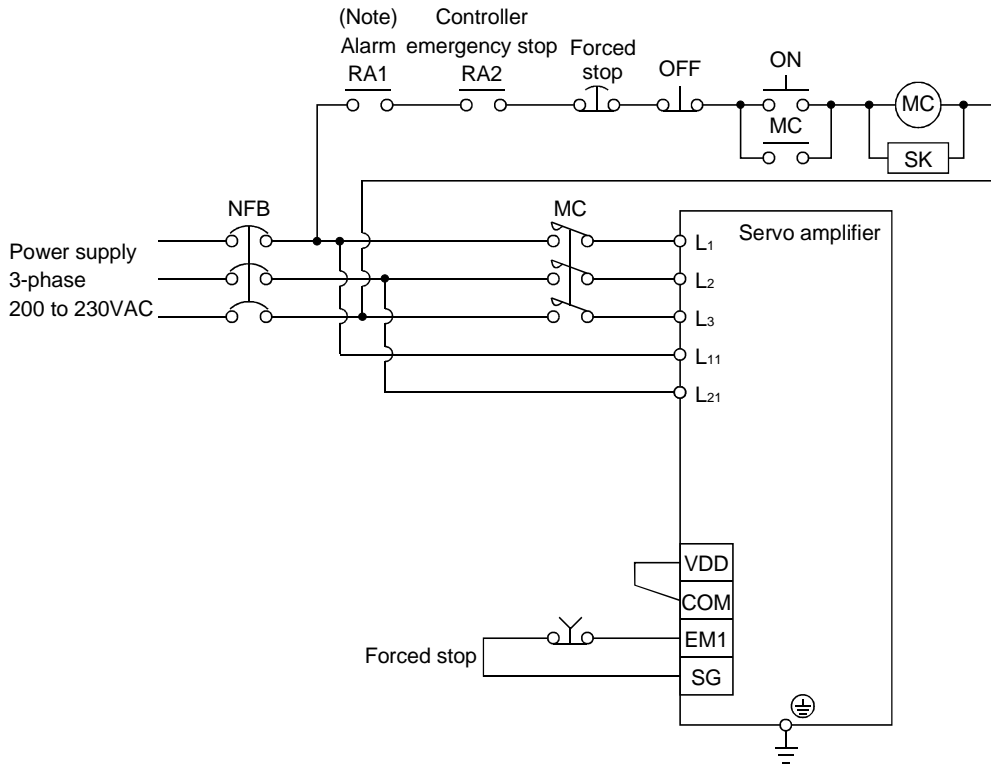 (Note)
Alarm
RA1
Controller
emergency stop
RA2
Forced
stop
OFF
ON
MC
MC
SK
NFB
MC
Power supply
3-phase
200 to 230VAC
Servo amplifier
L1
L2
L3
L11
L21
VDD
COM
EM1
SG
Forced stop